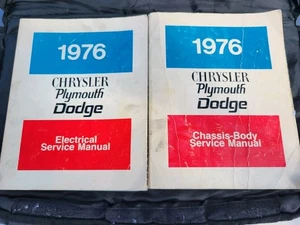 1976
CHRYSLER
Plymouth
Dodge
Electrical
Service Manual
1976
CHRYSLER
Plymouth
Dodge
Chassis-Body
Service Manual